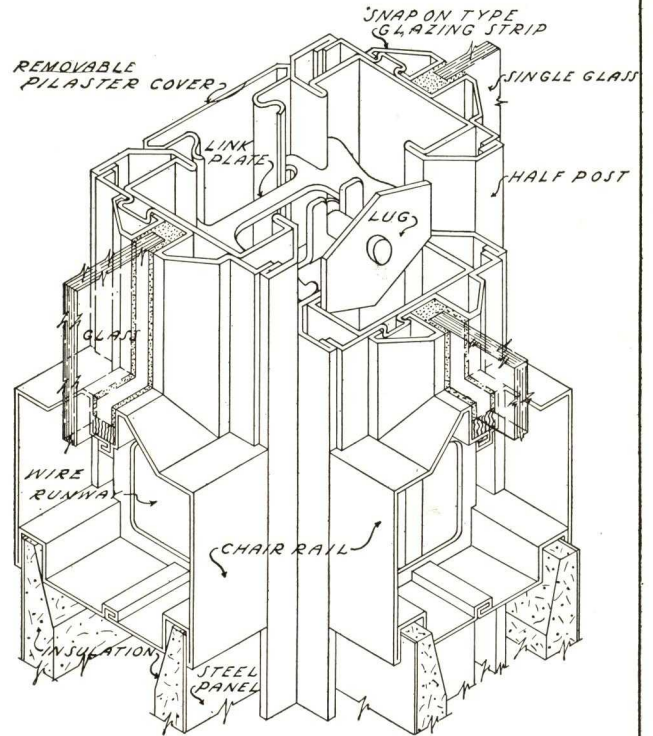 SNAP ON TYPE
GLAZING STRIP
REMOVABLE
PILASTER COVER
SINGLE GLASS
LINK
PLATE
HALF POST
LUG
GLASS
WIRE
RUNWAY
CHAIR RAIL
INSULATION
STEEL
PANEL